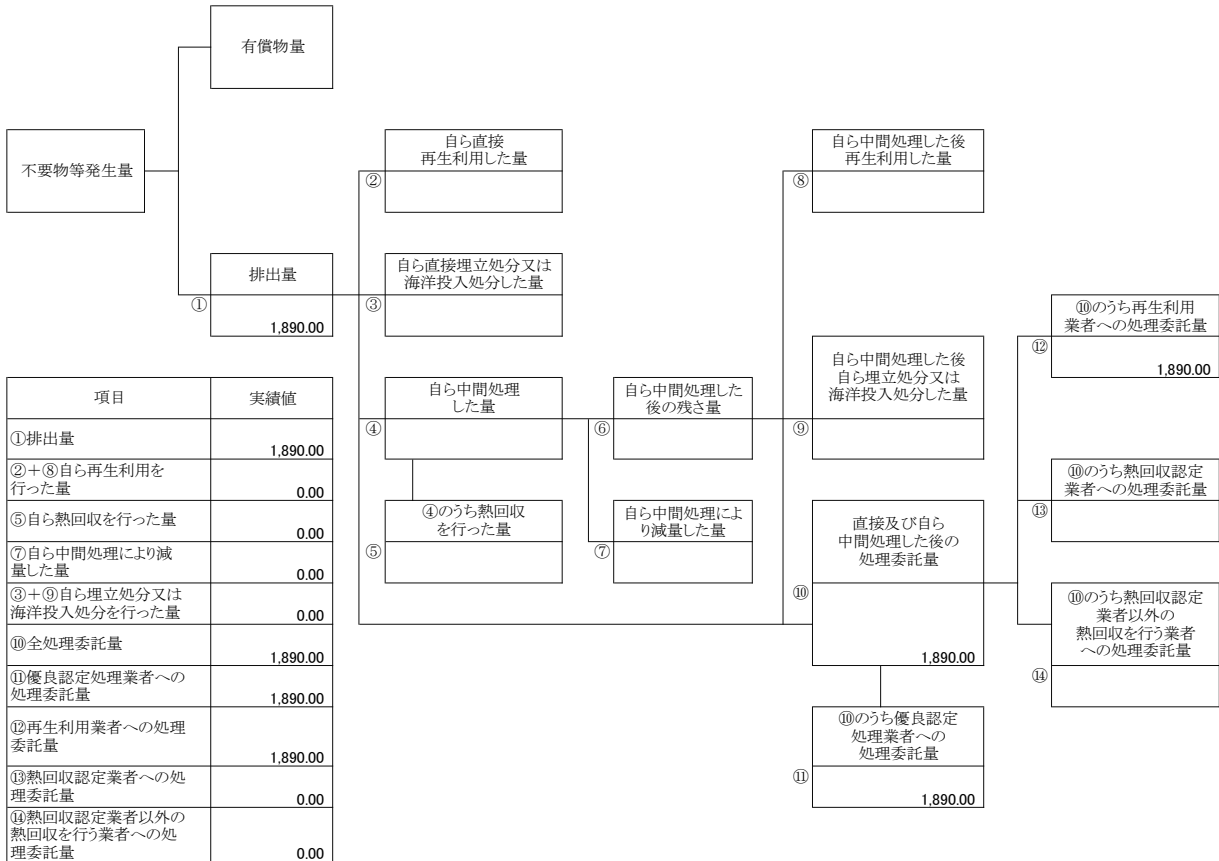 有償物量
不要物等発生量
自ら直接
再生利用した量
②
自ら中間処理した後
再生利用した量
⑧
排出量
①
1,890.00
自ら直接埋立処分又は
海洋投入処分した量
③
⑩のうち再生利用
業者への処理委託量
⑫
1,890.00
自ら中間処理
した量
④
自ら中間処理した
後の残さ量
⑥
自ら中間処理した後
自ら埋立処分又は
海洋投入処分した量
⑨
⑩のうち熱回収認定
業者への処理委託量
⑬
④のうち熱回収
を行った量
⑤
自ら中間処理によ
り減量した量
⑦
直接及び自ら
中間処理した後の
処理委託量
⑩
1,890.00
⑩のうち熱回収認定
業者以外の
熱回収を行う業者
への処理委託量
⑭
⑩のうち優良認定
処理業者への
処理委託量
⑪
1,890.00
項目 実績値
①排出量
1,890.00
②+⑧自ら再生利用を
行った量 0.00
⑤自ら熱回収を行った量
0.00
⑦自ら中間処理により減
量した量 0.00
③+⑨自ら埋立処分又は
海洋投入処分を行った量 0.00
⑩全処理委託量
1,890.00
⑪優良認定処理業者への
処理委託量 1,890.00
⑫再生利用業者への処理
委託量
1,890.00
⑬熱回収認定業者への処
理委託量 0.00
⑭熱回収認定業者以外の
熱回収を行う業者への処
理委託量 0.00